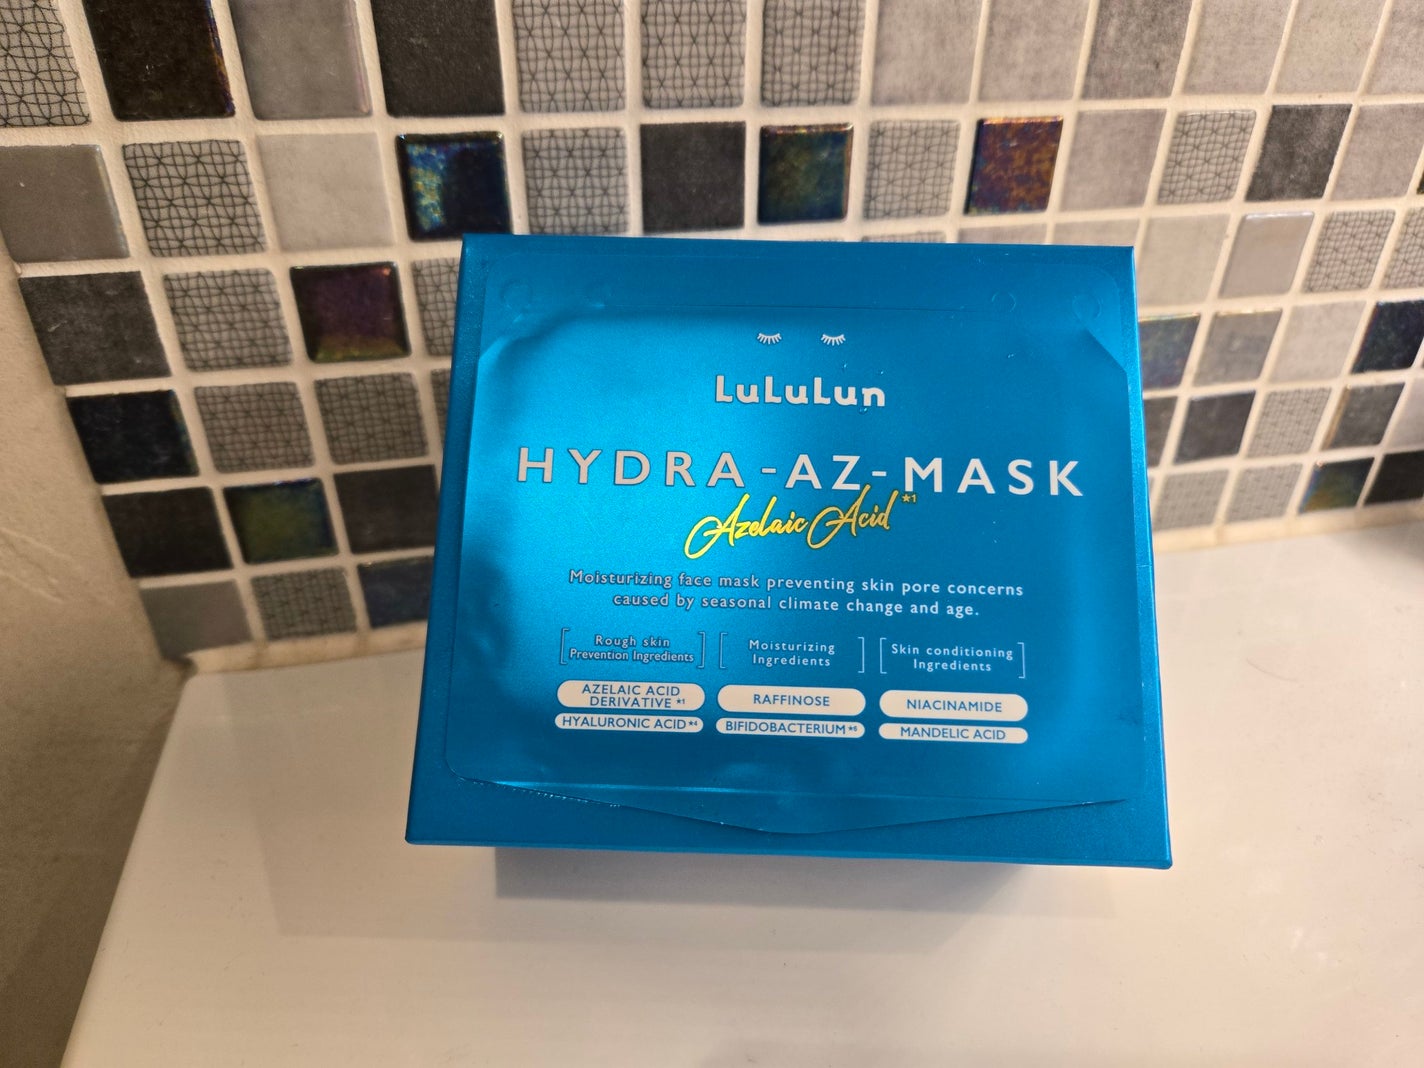 LuLuLun
HYDRA-AZ-MASK
Azelaic Acid *1
Moisturizing face mask preventing skin pore concerns
caused by seasonal climate change and age.
Rough skin
Prevention Ingredients
Moisturizing
Ingredients
Skin conditioning
Ingredients
AZELAIC ACID
DERIVATIVE *1
RAFFINOSE
NIACINAMIDE
HYALURONIC ACID *4
BIFIDOBACTERIUM *5
MANDELIC ACID